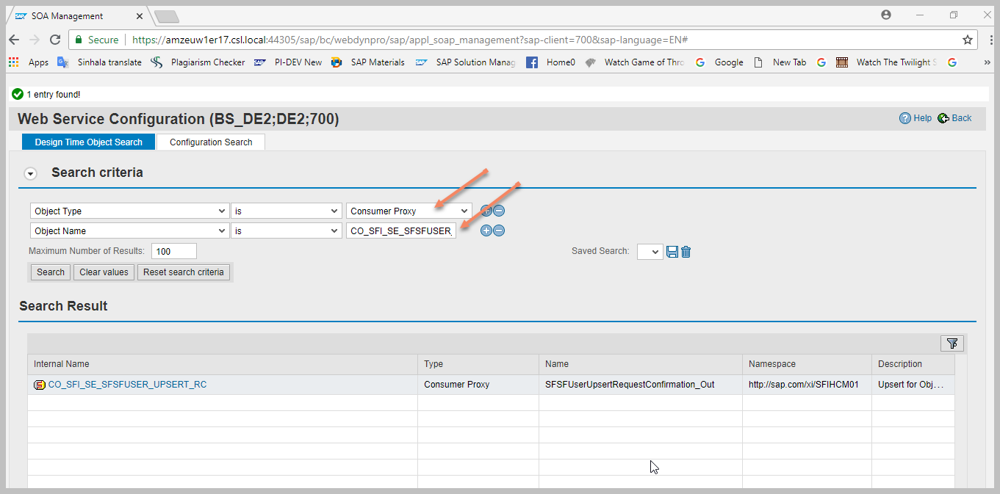 SAP SOA Management
Secure https://amzeuw1er17.csl.local:44305/sap/bc/webdynpro/sap/appl_soap_management?sap-client=700&sap-language=EN#
Apps Sinhala translate Plagiarism Checker PI-DEV New SAP Materials SAP Solution Manag Home0 Watch Game of Thro Google New Tab Watch The Twilight S »
1 entry found!
Web Service Configuration (BS_DE2;DE2;700) Help Back
Design Time Object Search Configuration Search
Search criteria
Object Type is Consumer Proxy
Object Name is CO_SFI_SE_SFSFUSER_
Maximum Number of Results: 100 Saved Search:
Search Clear values Reset search criteria
Search Result
Internal Name Type Name Namespace Description
CO_SFI_SE_SFSFUSER_UPSERT_RC Consumer Proxy SFSFUserUpsertRequestConfirmation_Out http://sap.com/xi/SFIHCM01 Upsert for Obj...